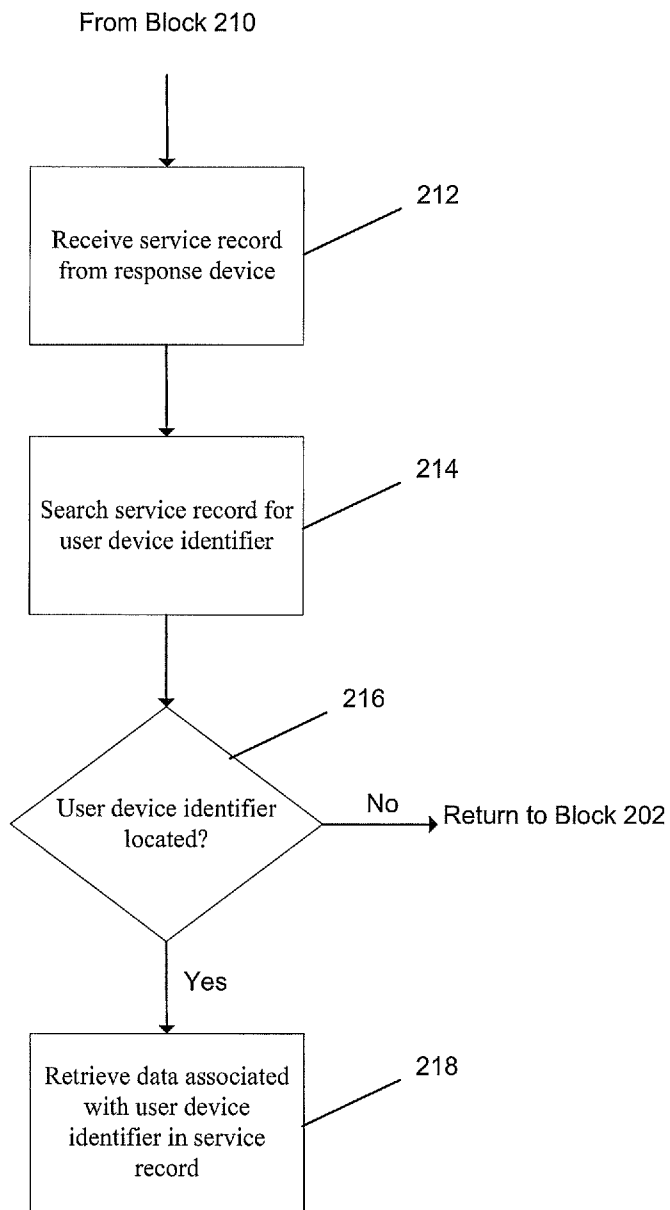 From Block 210
212
Receive service record
from response device
214
Search service record for
user device identifier
216
User device identifier
located?
No
Return to Block 202
Yes
218
Retrieve data associated
with user device
identifier in service
record